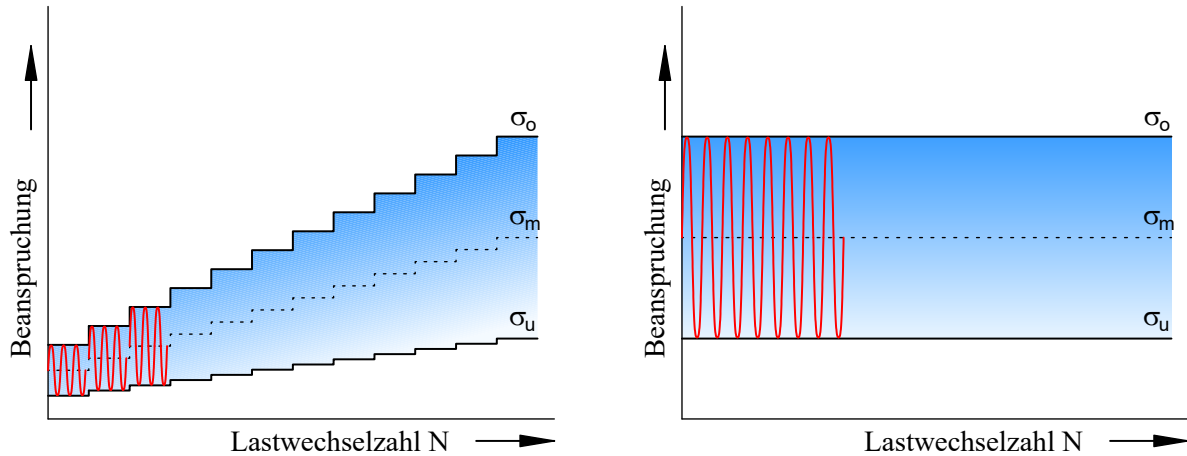 Beanspruchung
σo
σm
σu
Lastwechselzahl N
Beanspruchung
σo
σm
σu
Lastwechselzahl N